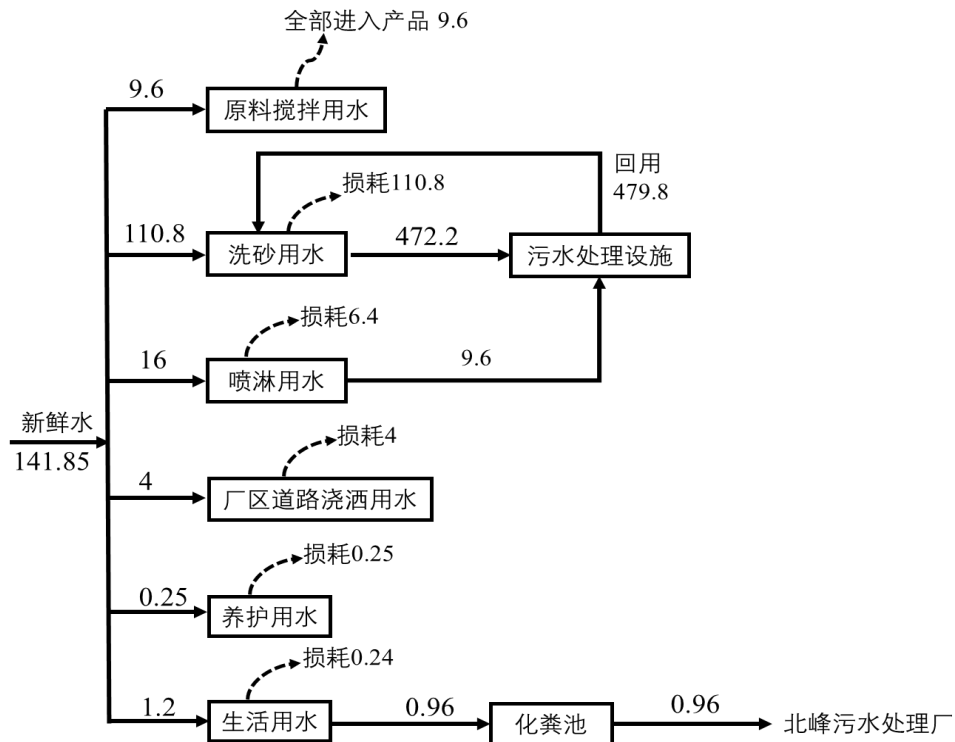 全部进入产品 9.6
9.6
原料搅拌用水
回用
479.8
损耗110.8
110.8
洗砂用水
472.2
污水处理设施
损耗6.4
16
喷淋用水
9.6
新鲜水
141.85
损耗4
4
厂区道路浇洒用水
损耗0.25
0.25
养护用水
损耗0.24
1.2
生活用水
0.96
化粪池
0.96
北峰污水处理厂